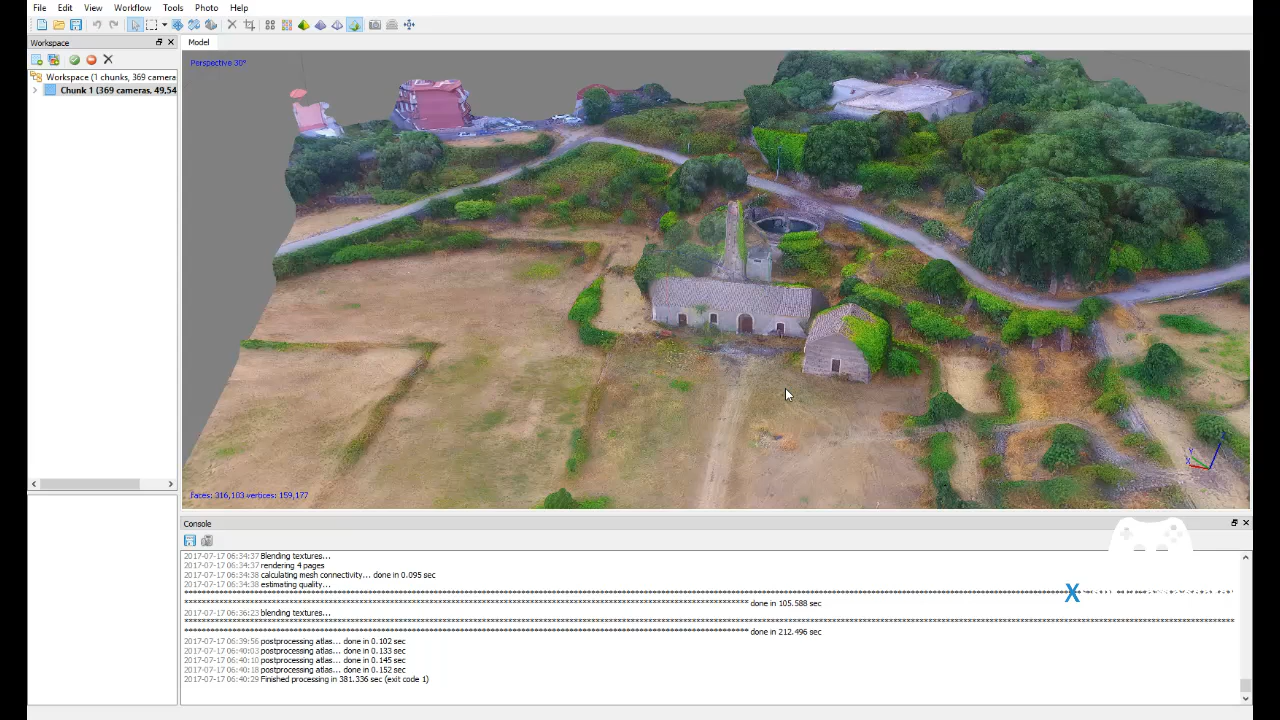 File Edit View Workflow Tools Photo Help
Workspace
Model
Workspace (1 chunks, 369 camera
Chunk 1 (369 cameras, 49,54
Perspective 30°
faces: 316,103 vertices: 159,177
Console
2017-07-17 06:34:37 Blending textures...
2017-07-17 06:34:37 rendering 4 pages
2017-07-17 06:34:38 calculating mesh connectivity... done in 0.095 sec
2017-07-17 06:34:38 estimating quality...
done in 105.588 sec
2017-07-17 06:36:23 blending textures...
done in 212.496 sec
2017-07-17 06:39:56 postprocessing atlas... done in 0.102 sec
2017-07-17 06:40:03 postprocessing atlas... done in 0.133 sec
2017-07-17 06:40:10 postprocessing atlas... done in 0.145 sec
2017-07-17 06:40:18 postprocessing atlas... done in 0.152 sec
2017-07-17 06:40:29 Finished processing in 381.336 sec (exit code 1)